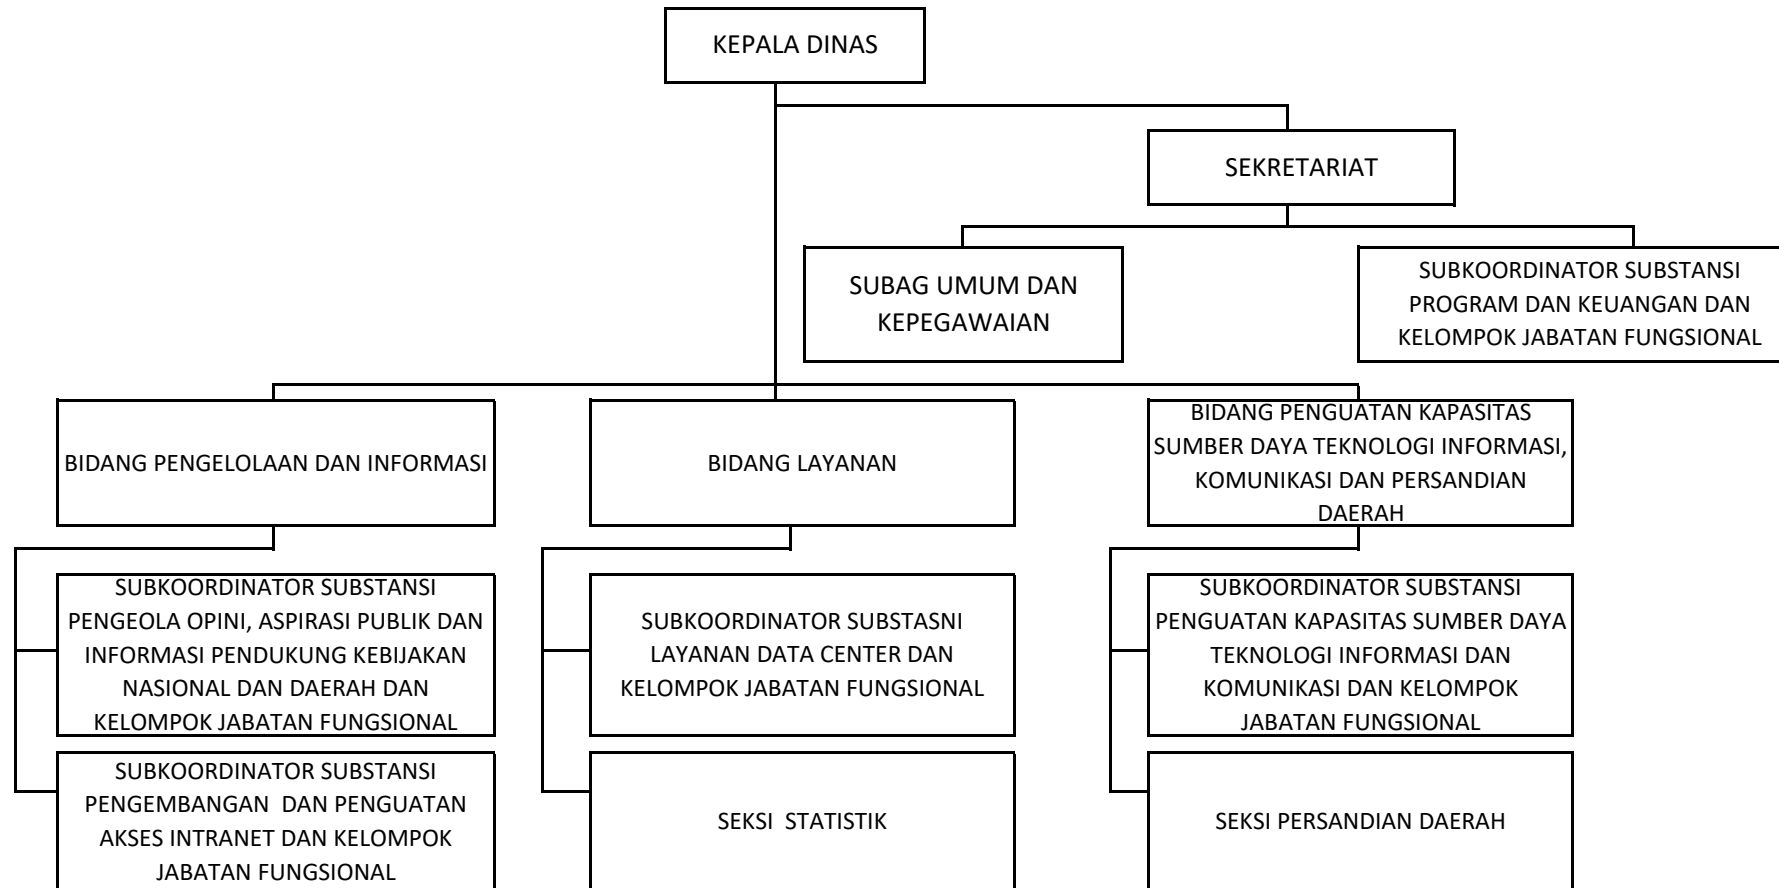 KEPALA DINAS
SEKRETARIAT
SUBAG UMUM DAN
KEPEGAWAIAN
SUBKOORDINATOR SUBSTANSI
PROGRAM DAN KEUANGAN DAN
KELOMPOK JABATAN FUNGSIONAL
BIDANG PENGELOLAAN DAN INFORMASI
BIDANG LAYANAN
BIDANG PENGUATAN KAPASITAS
SUMBER DAYA TEKNOLOGI INFORMASI,
KOMUNIKASI DAN PERSANDIAN
DAERAH
SUBKOORDINATOR SUBSTANSI
PENGEOLA OPINI, ASPIRASI PUBLIK DAN
INFORMASI PENDUKUNG KEBIJAKAN
NASIONAL DAN DAERAH DAN
KELOMPOK JABATAN FUNGSIONAL
SUBKOORDINATOR SUBSTASNI
LAYANAN DATA CENTER DAN
KELOMPOK JABATAN FUNGSIONAL
SUBKOORDINATOR SUBSTANSI
PENGUATAN KAPASITAS SUMBER DAYA
TEKNOLOGI INFORMASI DAN
KOMUNIKASI DAN KELOMPOK
JABATAN FUNGSIONAL
SUBKOORDINATOR SUBSTANSI
PENGEMBANGAN  DAN PENGUATAN
AKSES INTRANET DAN KELOMPOK
JABATAN FUNGSIONAL
SEKSI  STATISTIK
SEKSI PERSANDIAN DAERAH